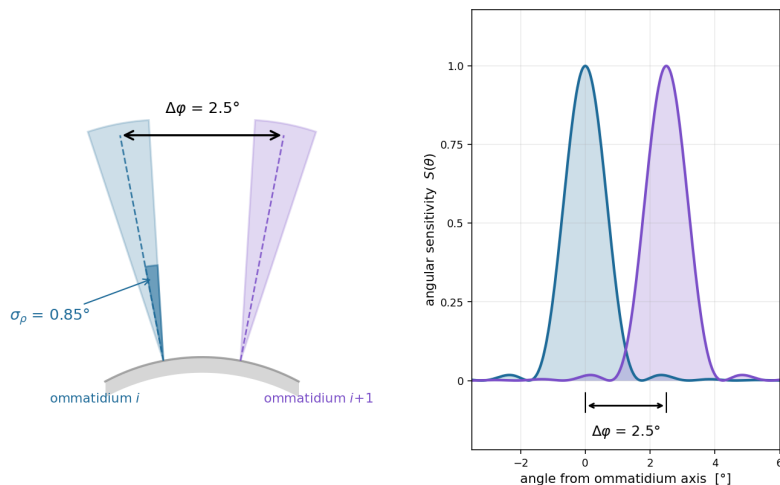 Δφ = 2.5°
σρ = 0.85°
ommatidium i
ommatidium i+1
angular sensitivity S(θ)
1.0
0.75
0.5
0.25
0
Δφ = 2.5°
−2
0
2
4
6
angle from ommatidium axis [°]